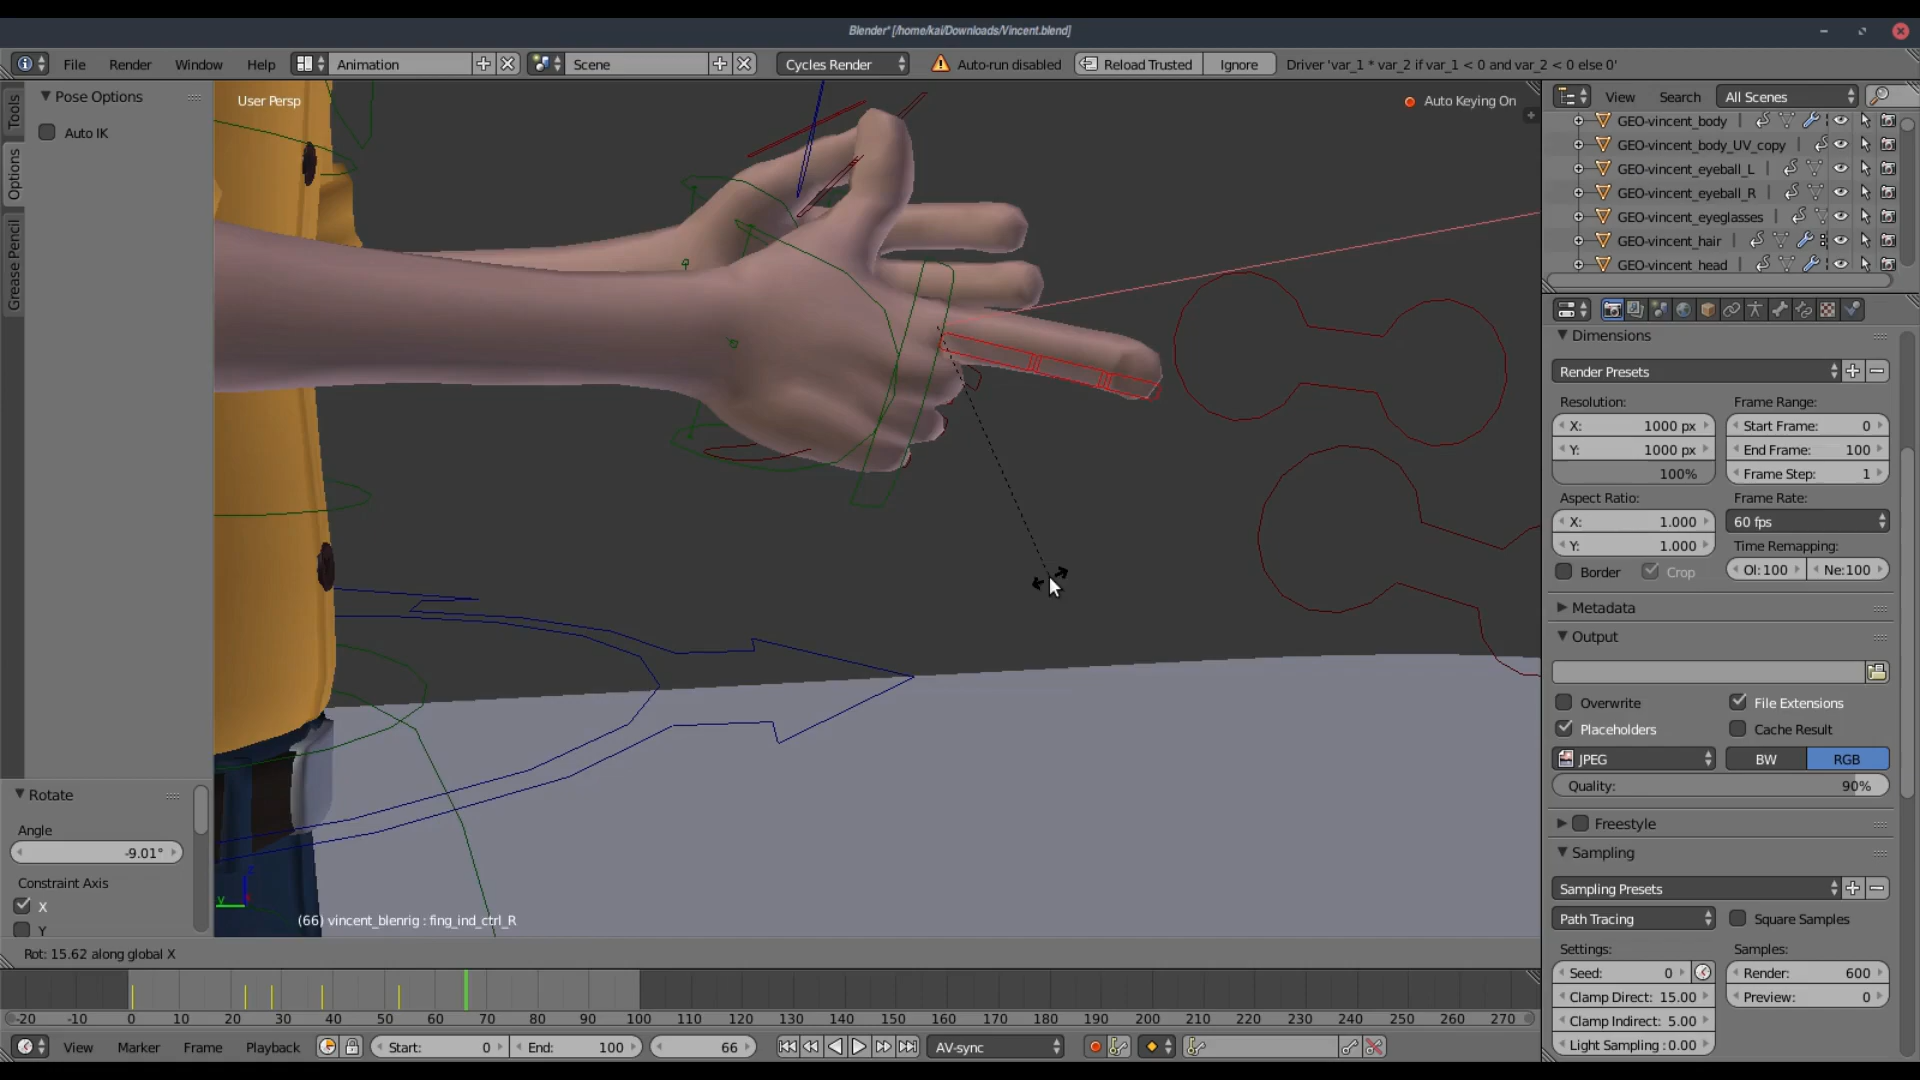 Blender* [/home/kai/Downloads/Vincent.blend]
File Render Window Help Animation Scene Cycles Render Auto-run disabled Reload Trusted Ignore Driver 'var_1 * var_2 if var_1 < 0 and var_2 < 0 else 0'
Tools
Options
Grease Pencil
Pose Options
Auto IK
User Persp
Auto Keying On
View Search All Scenes
GEO-vincent_body
GEO-vincent_body_UV_copy
GEO-vincent_eyeball_L
GEO-vincent_eyeball_R
GEO-vincent_eyeglasses
GEO-vincent_hair
GEO-vincent_head
Dimensions
Render Presets
Resolution: Frame Range:
X: 1000 px Start Frame: 0
Y: 1000 px End Frame: 100
100% Frame Step: 1
Aspect Ratio: Frame Rate:
X: 1.000 60 fps
Y: 1.000 Time Remapping:
Border Crop Ol:100 Ne:100
Metadata
Output
Overwrite File Extensions
Placeholders Cache Result
JPEG BW RGB
Quality: 90%
Freestyle
Sampling
Sampling Presets
Path Tracing Square Samples
Settings: Samples:
Seed: 0 Render: 600
Clamp Direct: 15.00 Preview: 0
Clamp Indirect: 5.00
Light Sampling : 0.00
Rotate
Angle
-9.01°
Constraint Axis
X
Y
(66) vincent_blenrig : fing_ind_ctrl_R
Rot: 15.62 along global X
-20 -10 0 10 20 30 40 50 60 70 80 90 100 110 120 130 140 150 160 170 180 190 200 210 220 230 240 250 260 270
View Marker Frame Playback Start: 0 End: 100 66 AV-sync